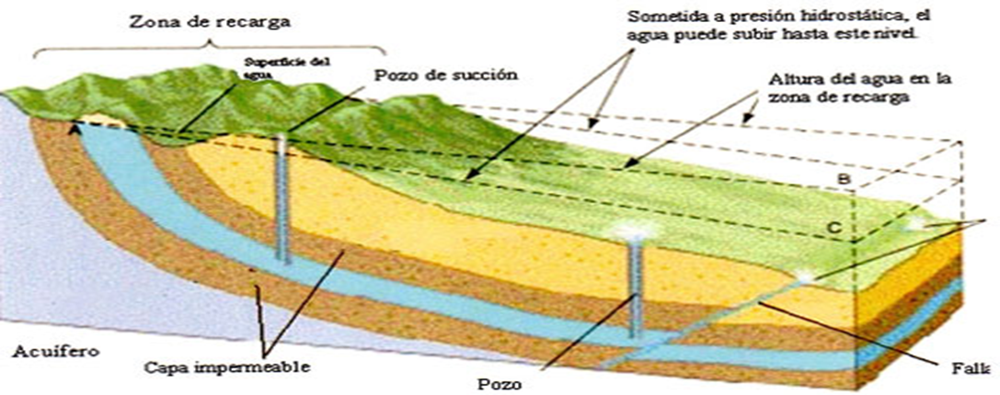 Zona de recarga
Sometida a presión hidrostática, el
agua puede subir hasta este nivel.
Superficie del
agua
Pozo de succión
Altura del agua en la
zona de recarga
A
B
C
Acuífero
Capa impermeable
Pozo
Falk